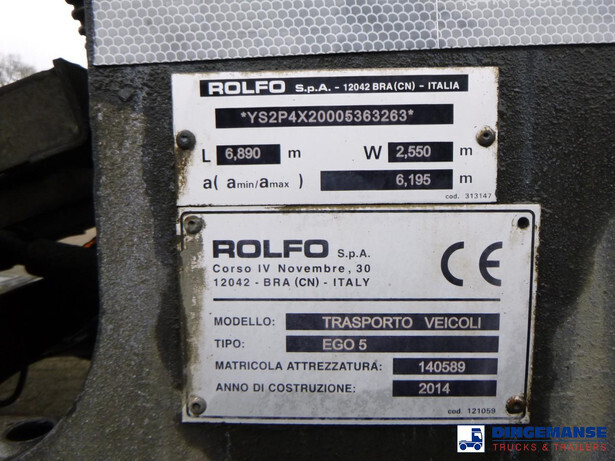 ROLFO S.p.A. - 12042 BRA (CN) - ITALIA
*YS2P4X20005363263*
L 6,890 m W 2,550 m
a( amin/amax ) 6,195 m
cod. 313147
ROLFO S.p.A.
Corso IV Novembre, 30
12042 - BRA (CN) - ITALY
CE
MODELLO: TRASPORTO VEICOLI
TIPO: EGO 5
MATRICOLA ATTREZZATURA: 140589
ANNO DI COSTRUZIONE: 2014
cod. 121059
DINGEMANSE
TRUCKS & TRAILERS